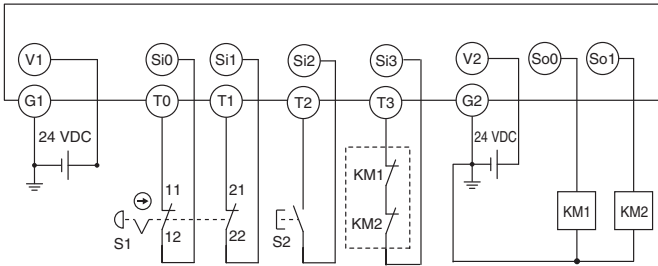 V1 Si0 Si1 Si2 Si3 V2 So0 So1
G1 T0 T1 T2 T3 G2
24 VDC 24 VDC
11 21 KM1
KM1 KM2
12 22 KM2
S1 S2